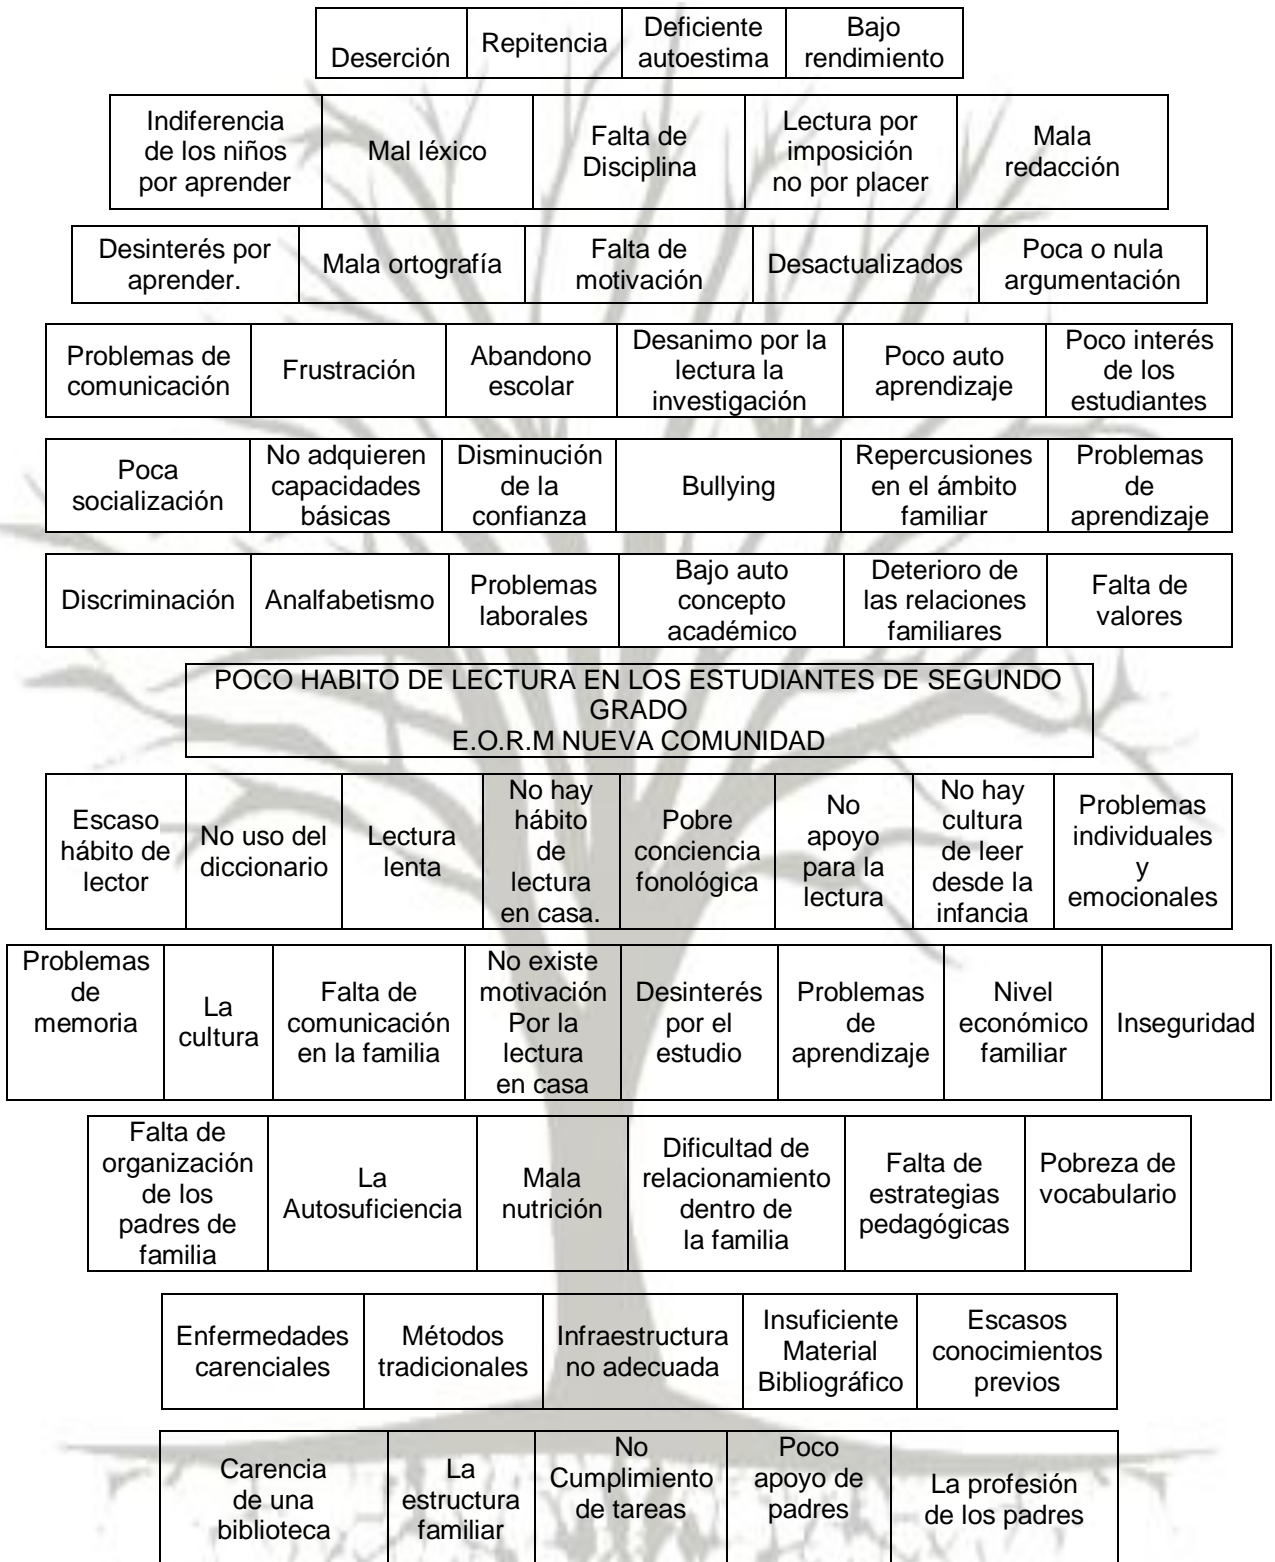 Deserción
Repitencia
Deficiente
autoestima
Bajo
rendimiento
Indiferencia
de los niños
por aprender
Mal léxico
Falta de
Disciplina
Lectura por
imposición
no por placer
Mala
redacción
Desinterés por
aprender.
Mala ortografía
Falta de
motivación
Desactualizados
Poca o nula
argumentación
Problemas de
comunicación
Frustración
Abandono
escolar
Desanimo por la
lectura la
investigación
Poco auto
aprendizaje
Poco interés
de los
estudiantes
Poca
socialización
No adquieren
capacidades
básicas
Disminución
de la
confianza
Bullying
Repercusiones
en el ámbito
familiar
Problemas
de
aprendizaje
Discriminación
Analfabetismo
Problemas
laborales
Bajo auto
concepto
académico
Deterioro de
las relaciones
familiares
Falta de
valores
POCO HABITO DE LECTURA EN LOS ESTUDIANTES DE SEGUNDO
GRADO
E.O.R.M NUEVA COMUNIDAD
Escaso
hábito de
lector
No uso del
diccionario
Lectura
lenta
No hay
hábito
de
lectura
en casa.
Pobre
conciencia
fonológica
No
apoyo
para la
lectura
No hay
cultura
de leer
desde la
infancia
Problemas
individuales
y
emocionales
Problemas
de
memoria
La
cultura
Falta de
comunicación
en la familia
No existe
motivación
Por la
lectura
en casa
Desinterés
por el
estudio
Problemas
de
aprendizaje
Nivel
económico
familiar
Inseguridad
Falta de
organización
de los
padres de
familia
La
Autosuficiencia
Mala
nutrición
Dificultad de
relacionamiento
dentro de
la familia
Falta de
estrategias
pedagógicas
Pobreza de
vocabulario
Enfermedades
carenciales
Métodos
tradicionales
Infraestructura
no adecuada
Insuficiente
Material
Bibliográfico
Escasos
conocimientos
previos
Carencia
de una
biblioteca
La
estructura
familiar
No
Cumplimiento
de tareas
Poco
apoyo de
padres
La profesión
de los padres